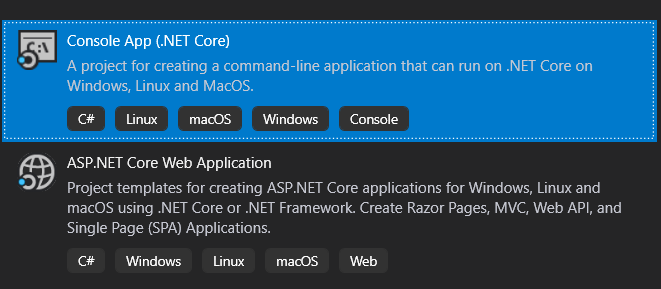 C:\
Console App (.NET Core)
A project for creating a command-line application that can run on .NET Core on
Windows, Linux and MacOS.
C# Linux macOS Windows Console
ASP.NET Core Web Application
Project templates for creating ASP.NET Core applications for Windows, Linux and
macOS using .NET Core or .NET Framework. Create Razor Pages, MVC, Web API, and
Single Page (SPA) Applications.
C# Windows Linux macOS Web